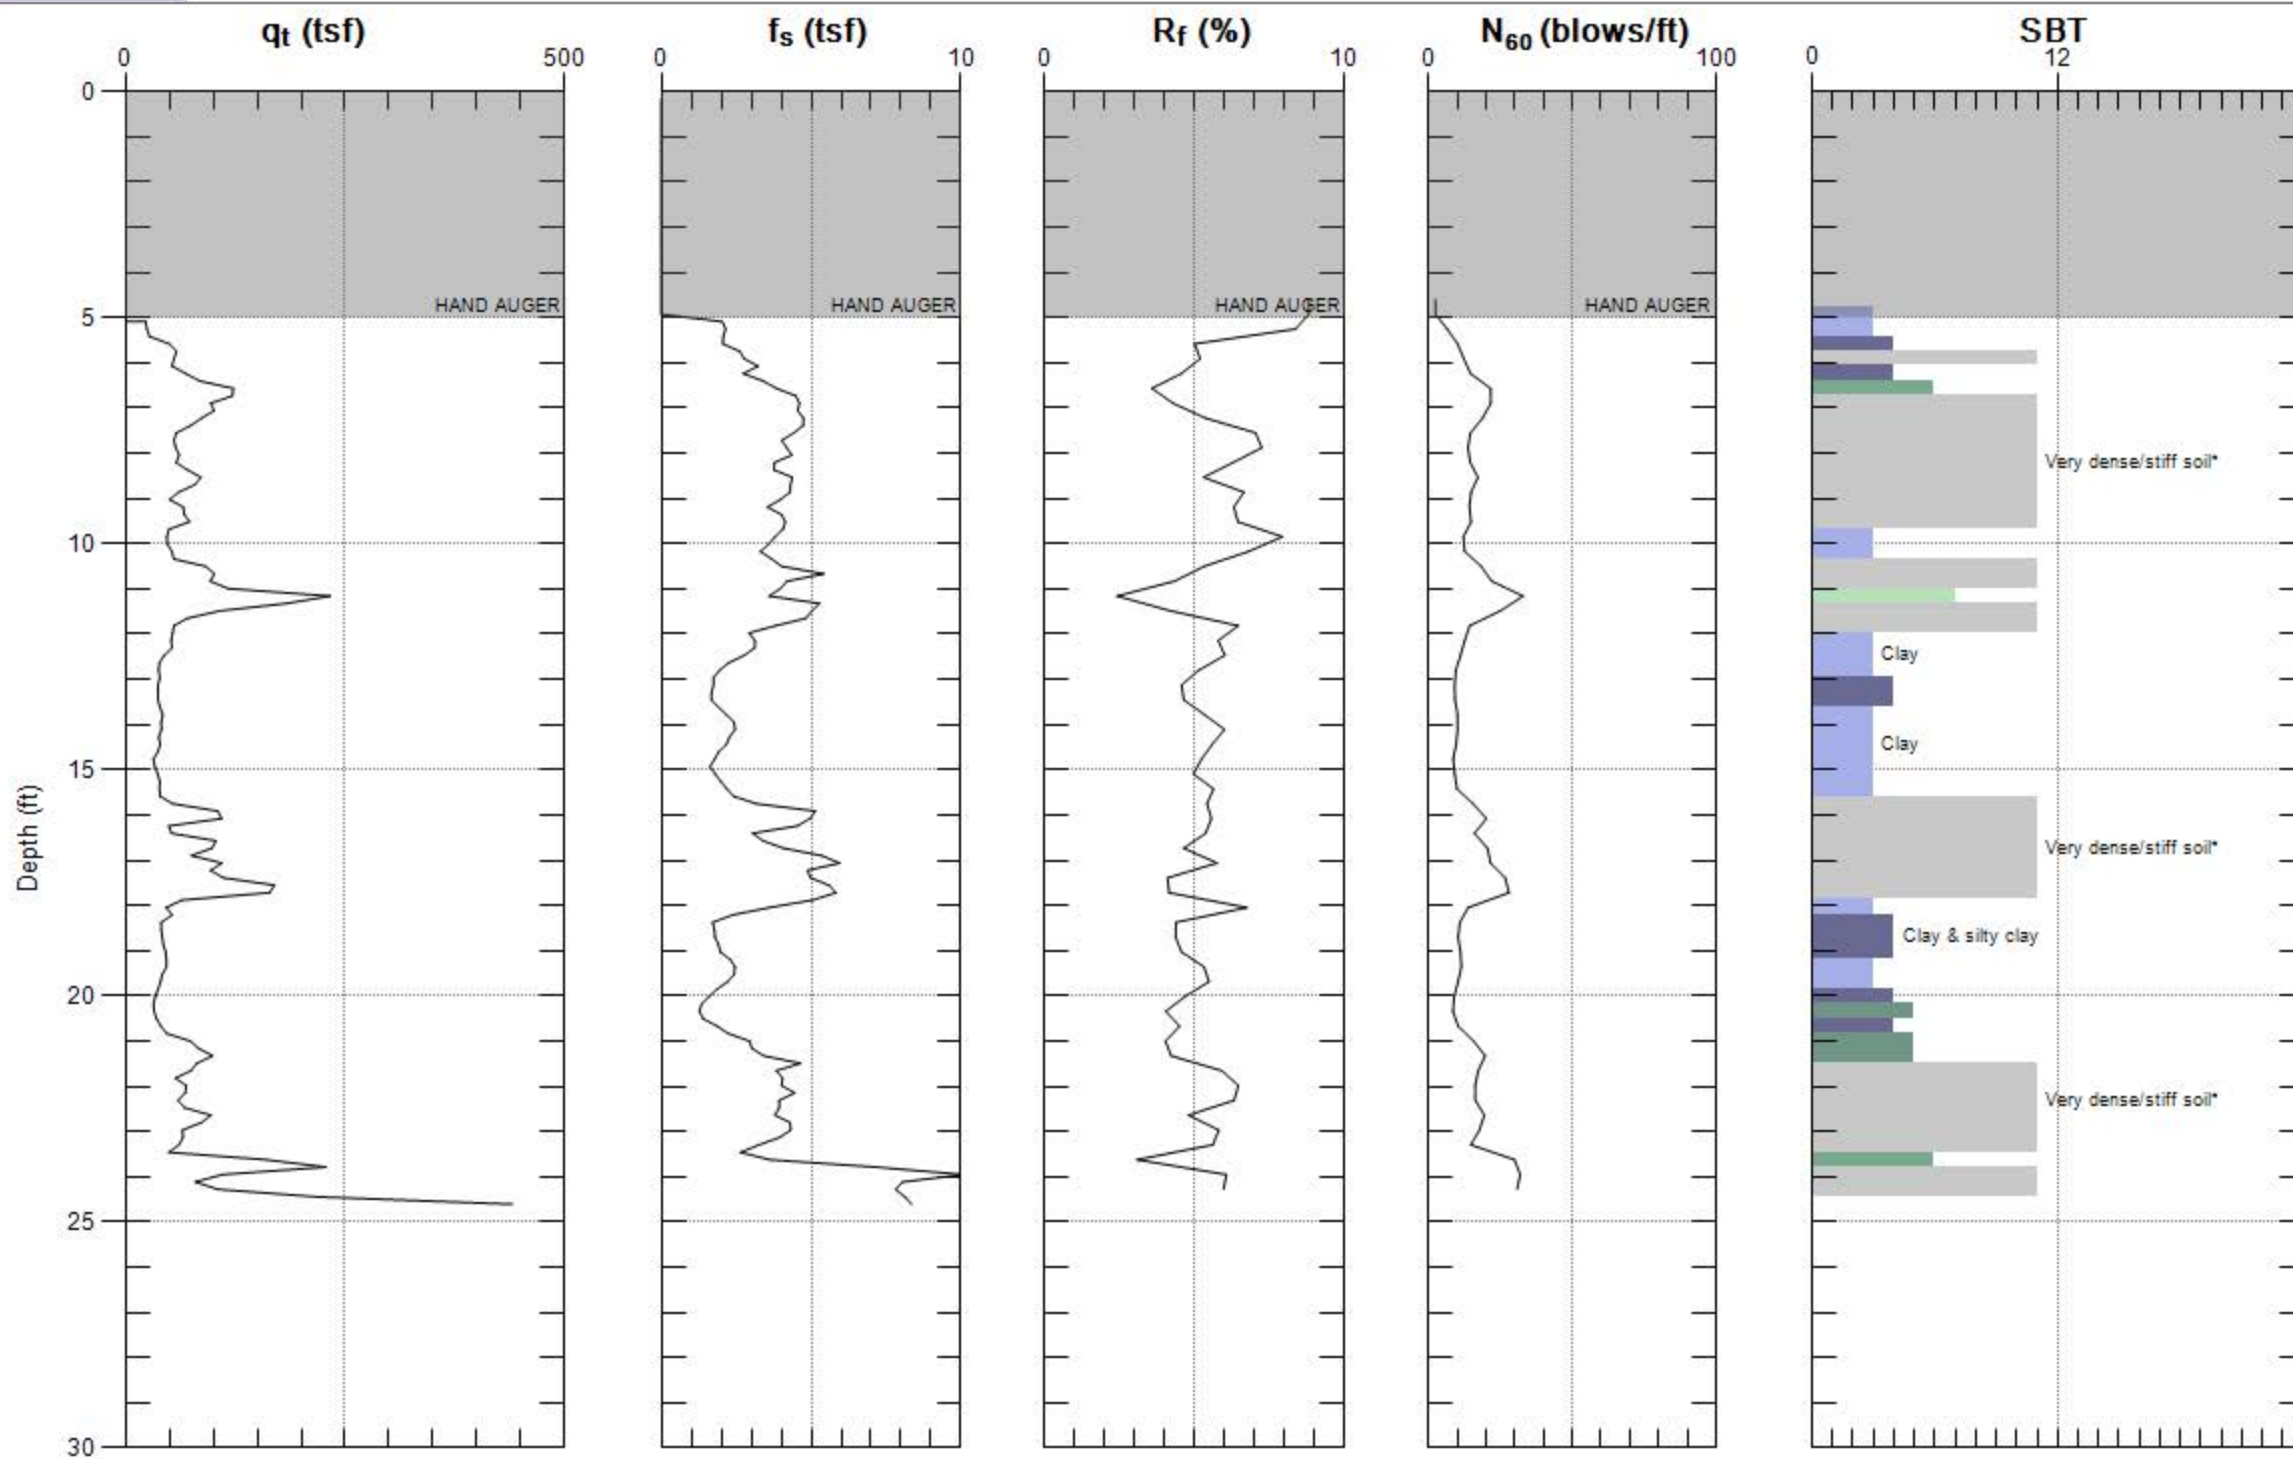 qt (tsf)
fs (tsf)
Rf (%)
N60 (blows/ft)
SBT
0
500
0
10
0
10
0
100
0
12
0
HAND AUGER
HAND AUGER
HAND AUGER
HAND AUGER
5
Very dense/stiff soil*
10
Clay
Clay
15
Depth (ft)
Very dense/stiff soil*
Clay & silty clay
20
Very dense/stiff soil*
25
30